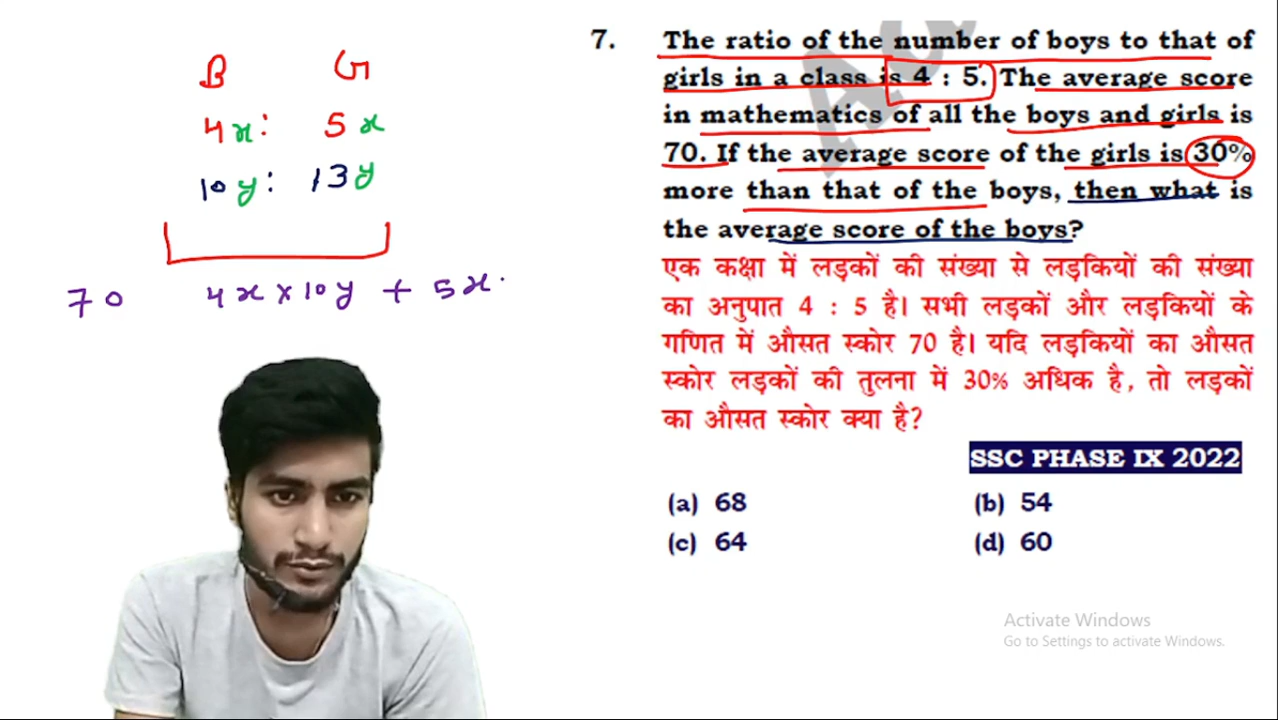 B G
4x : 5x
10y : 13y
70 4x × 10y + 5x.
7. The ratio of the number of boys to that of
girls in a class is 4 : 5. The average score
in mathematics of all the boys and girls is
70. If the average score of the girls is 30%
more than that of the boys, then what is
the average score of the boys?
एक कक्षा में लड़कों की संख्या से लड़कियों की संख्या
का अनुपात 4 : 5 है। सभी लड़कों और लड़कियों के
गणित में औसत स्कोर 70 है। यदि लड़कियों का औसत
स्कोर लड़कों की तुलना में 30% अधिक है, तो लड़कों
का औसत स्कोर क्या है?
SSC PHASE IX 2022
(a) 68 (b) 54
(c) 64 (d) 60
Activate Windows
Go to Settings to activate Windows.